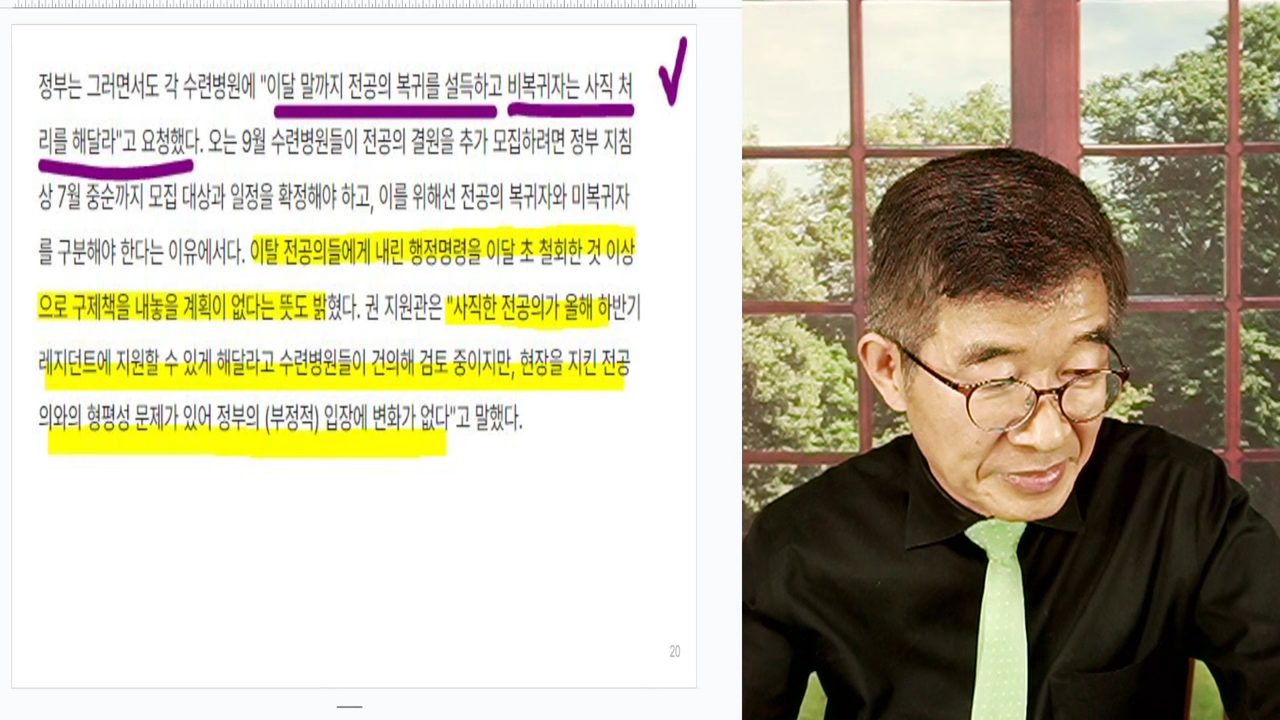 정부는 그러면서도 각 수련병원에 "이달 말까지 전공의 복귀를 설득하고 비복귀자는 사직 처
리를 해달라"고 요청했다. 오는 9월 수련병원들이 전공의 결원을 추가 모집하려면 정부 지침
상 7월 중순까지 모집 대상과 일정을 확정해야 하고, 이를 위해선 전공의 복귀자와 미복귀자
를 구분해야 한다는 이유에서다. 이탈 전공의들에게 내린 행정명령을 이달 초 철회한 것 이상
으로 구제책을 내놓을 계획이 없다는 뜻도 밝혔다. 권 지원관은 "사직한 전공의가 올해 하반기
레지던트에 지원할 수 있게 해달라고 수련병원들이 건의해 검토 중이지만, 현장을 지킨 전공
의와의 형평성 문제가 있어 정부의 (부정적) 입장에 변화가 없다"고 말했다.
20